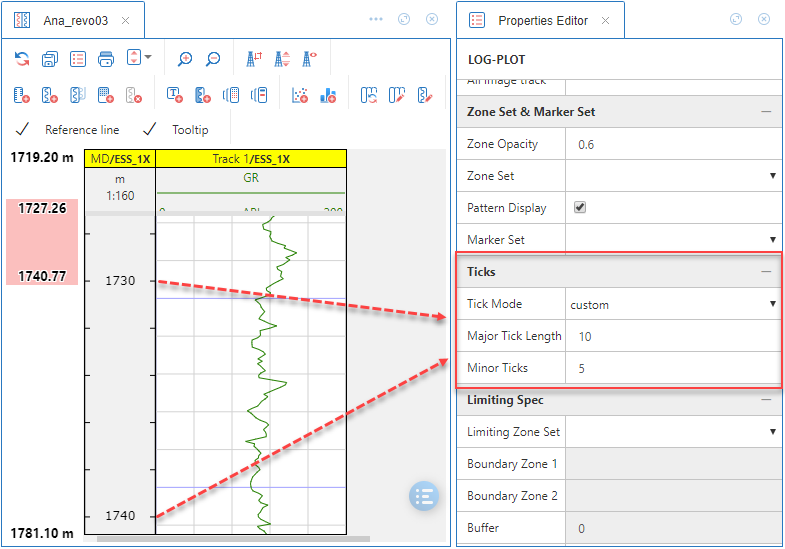 Ana_revo03
Reference line
Tooltip
1719.20 m
1727.26
1740.77
1781.10 m
MD/ESS_1X
Track 1/ESS_1X
m
1:160
GR
0 API 200
1730
1740
Properties Editor
LOG-PLOT
All image track
Zone Set & Marker Set
Zone Opacity 0.6
Zone Set
Pattern Display
Marker Set
Ticks
Tick Mode custom
Major Tick Length 10
Minor Ticks 5
Limiting Spec
Limiting Zone Set
Boundary Zone 1
Boundary Zone 2
Buffer 0